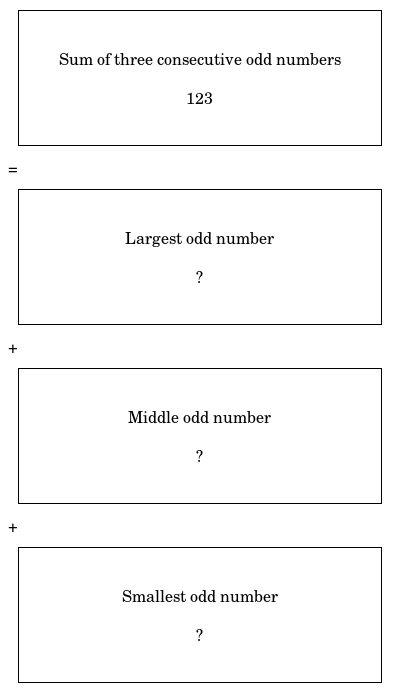 Sum of three consecutive odd numbers
123
=
Largest odd number
?
+
Middle odd number
?
+
Smallest odd number
?